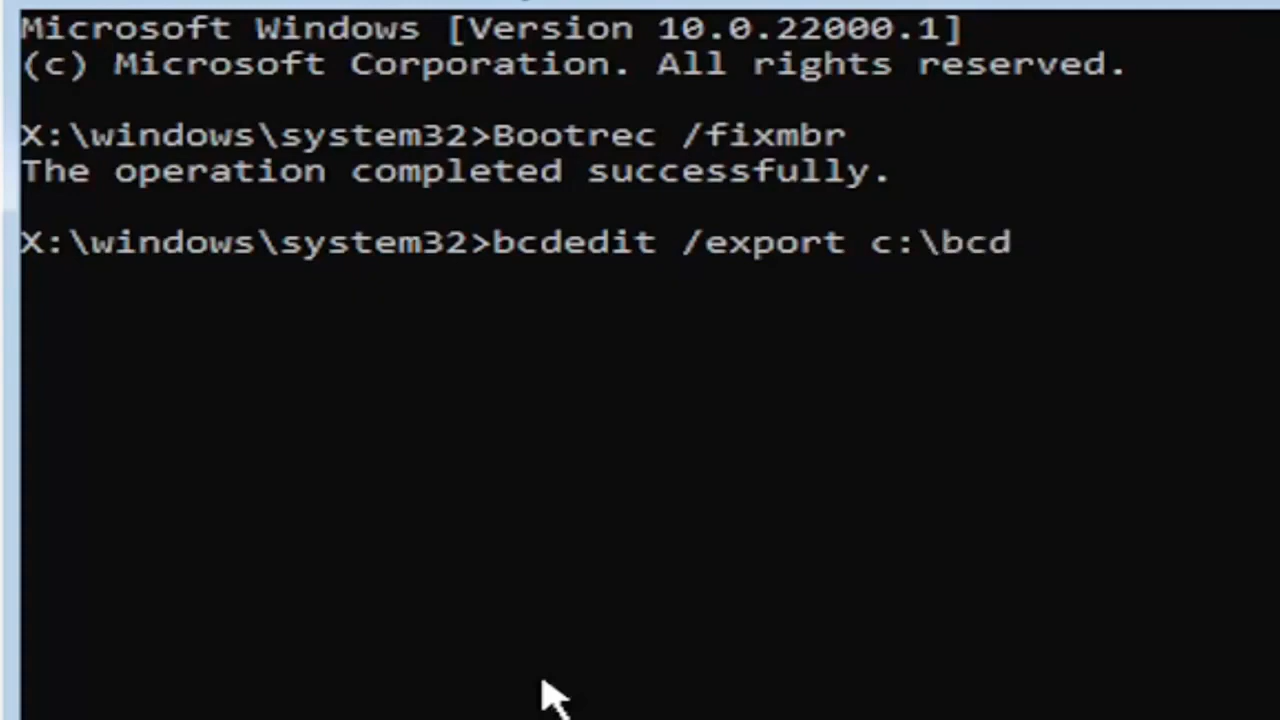 Microsoft Windows [Version 10.0.22000.1]
(c) Microsoft Corporation. All rights reserved.
X:\windows\system32>Bootrec /fixmbr
The operation completed successfully.
X:\windows\system32>bcdedit /export c:\bcd